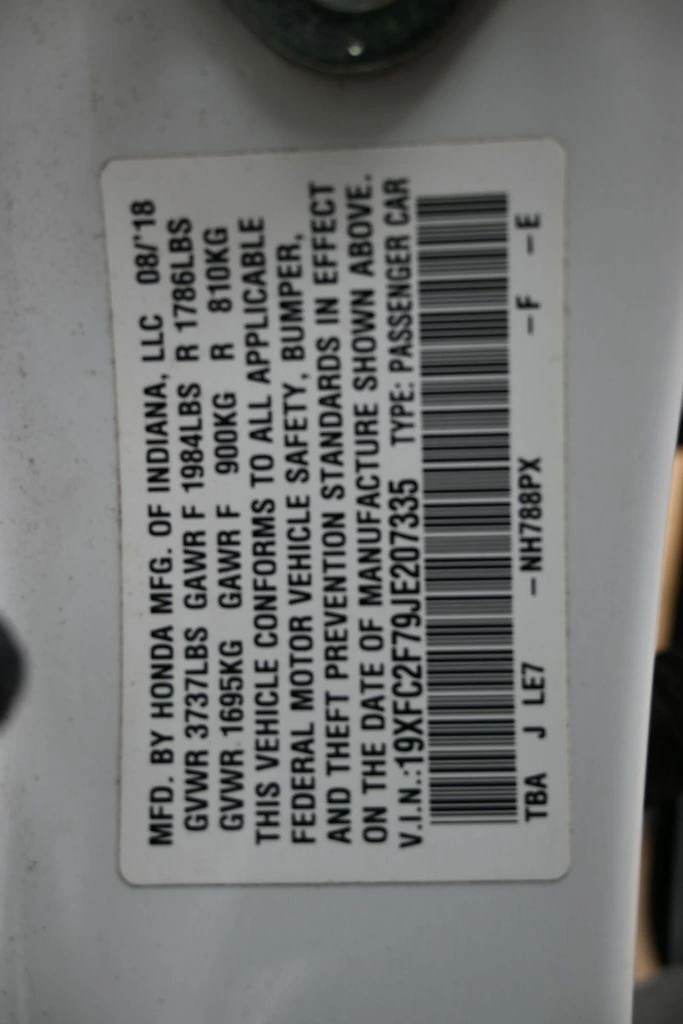 MFD. BY HONDA MFG. OF INDIANA, LLC 08/'18
GVWR 3737LBS GAWR F 1984LBS R 1786LBS
GVWR 1695KG GAWR F 900KG R 810KG
THIS VEHICLE CONFORMS TO ALL APPLICABLE
FEDERAL MOTOR VEHICLE SAFETY, BUMPER,
AND THEFT PREVENTION STANDARDS IN EFFECT
ON THE DATE OF MANUFACTURE SHOWN ABOVE.
V.I.N.:19XFC2F79JE207335 TYPE: PASSENGER CAR
TBA J LE7 -NH788PX -F -E